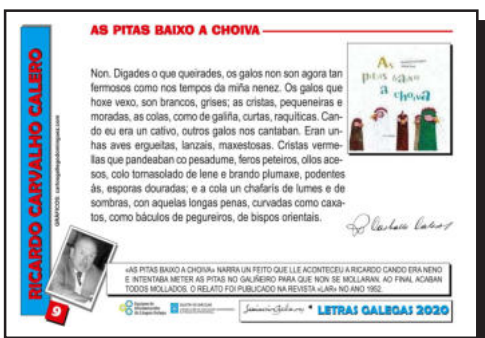 AS PITAS BAIXO A CHOIVA
Non. Digades o que queirades, os galos non son agora tan
fermosos como nos tempos da miña nenez. Os galos que
hoxe vexo, son brancos, grises; as cristas, pequeneiras e
moradas, as colas, como de galiña, curtas, raquíticas. Can-
do eu era un cativo, outros galos nos cantaban. Eran un-
has aves ergueitas, lanzais, maxestosas. Cristas verme-
llas que pandeaban co pesadume, feros peteiros, ollos ace-
sos, colo tornasolado de lene e brando plumaxe, podentes
ás, esporas douradas; e a cola un chafarís de lumes e de
sombras, con aquelas longas penas, curvadas como caxa-
tos, como báculos de pegureiros, de bispos orientais.
As
pitas baixo
a choiva
RICARDO CARVALHO CALERO
9
«AS PITAS BAIXO A CHOIVA» NARRA UN FEITO QUE LLE ACONTECEU A RICARDO CANDO ERA NENO
E INTENTABA METER AS PITAS NO GALIÑEIRO PARA QUE NON SE MOLLARAN. AO FINAL ACABAN
TODOS MOLLADOS. O RELATO FOI PUBLICADO NA REVISTA «LAR» NO ANO 1952.
* LETRAS GALEGAS 2020